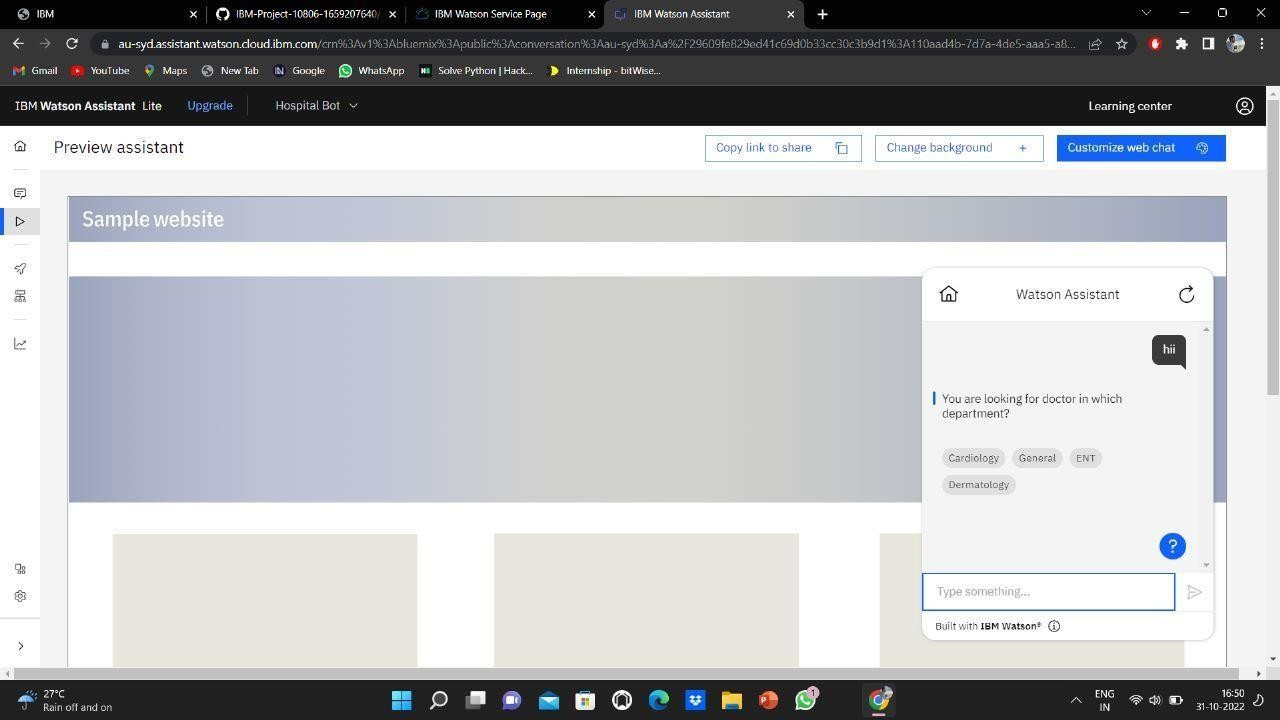 IBM
IBM-Project-10806-1659207640/
IBM Watson Service Page
IBM Watson Assistant
au-syd.assistant.watson.cloud.ibm.com/crn%3Av1%3Abluemix%3Apublic%3Aconversation%3Aau-syd%3Aa%2F29609fe829ed41c69d0b33cc30c3b9d1%3A110aad4b-7d7a-4de5-aaa5-a8...
Gmail
YouTube
Maps
New Tab
Google
WhatsApp
Solve Python | Hack...
Internship - bitWise...
IBM Watson Assistant Lite
Upgrade
Hospital Bot
Learning center
Preview assistant
Copy link to share
Change background
Customize web chat
Sample website
Watson Assistant
hii
You are looking for doctor in which
department?
Cardiology
General
ENT
Dermatology
?
Type something...
Built with IBM Watson®
27°C
Rain off and on
1
ENG
IN
16:50
31-10-2022